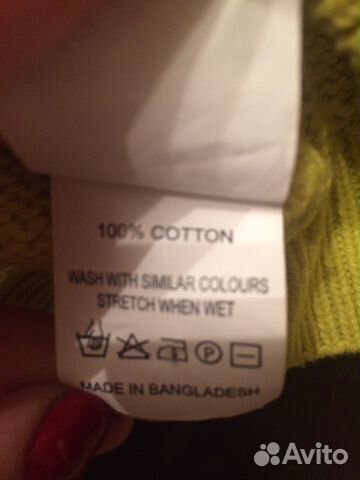 100% COTTON
WASH WITH SIMILAR COLOURS
STRETCH WHEN WET
P
MADE IN BANGLADESH
Avito